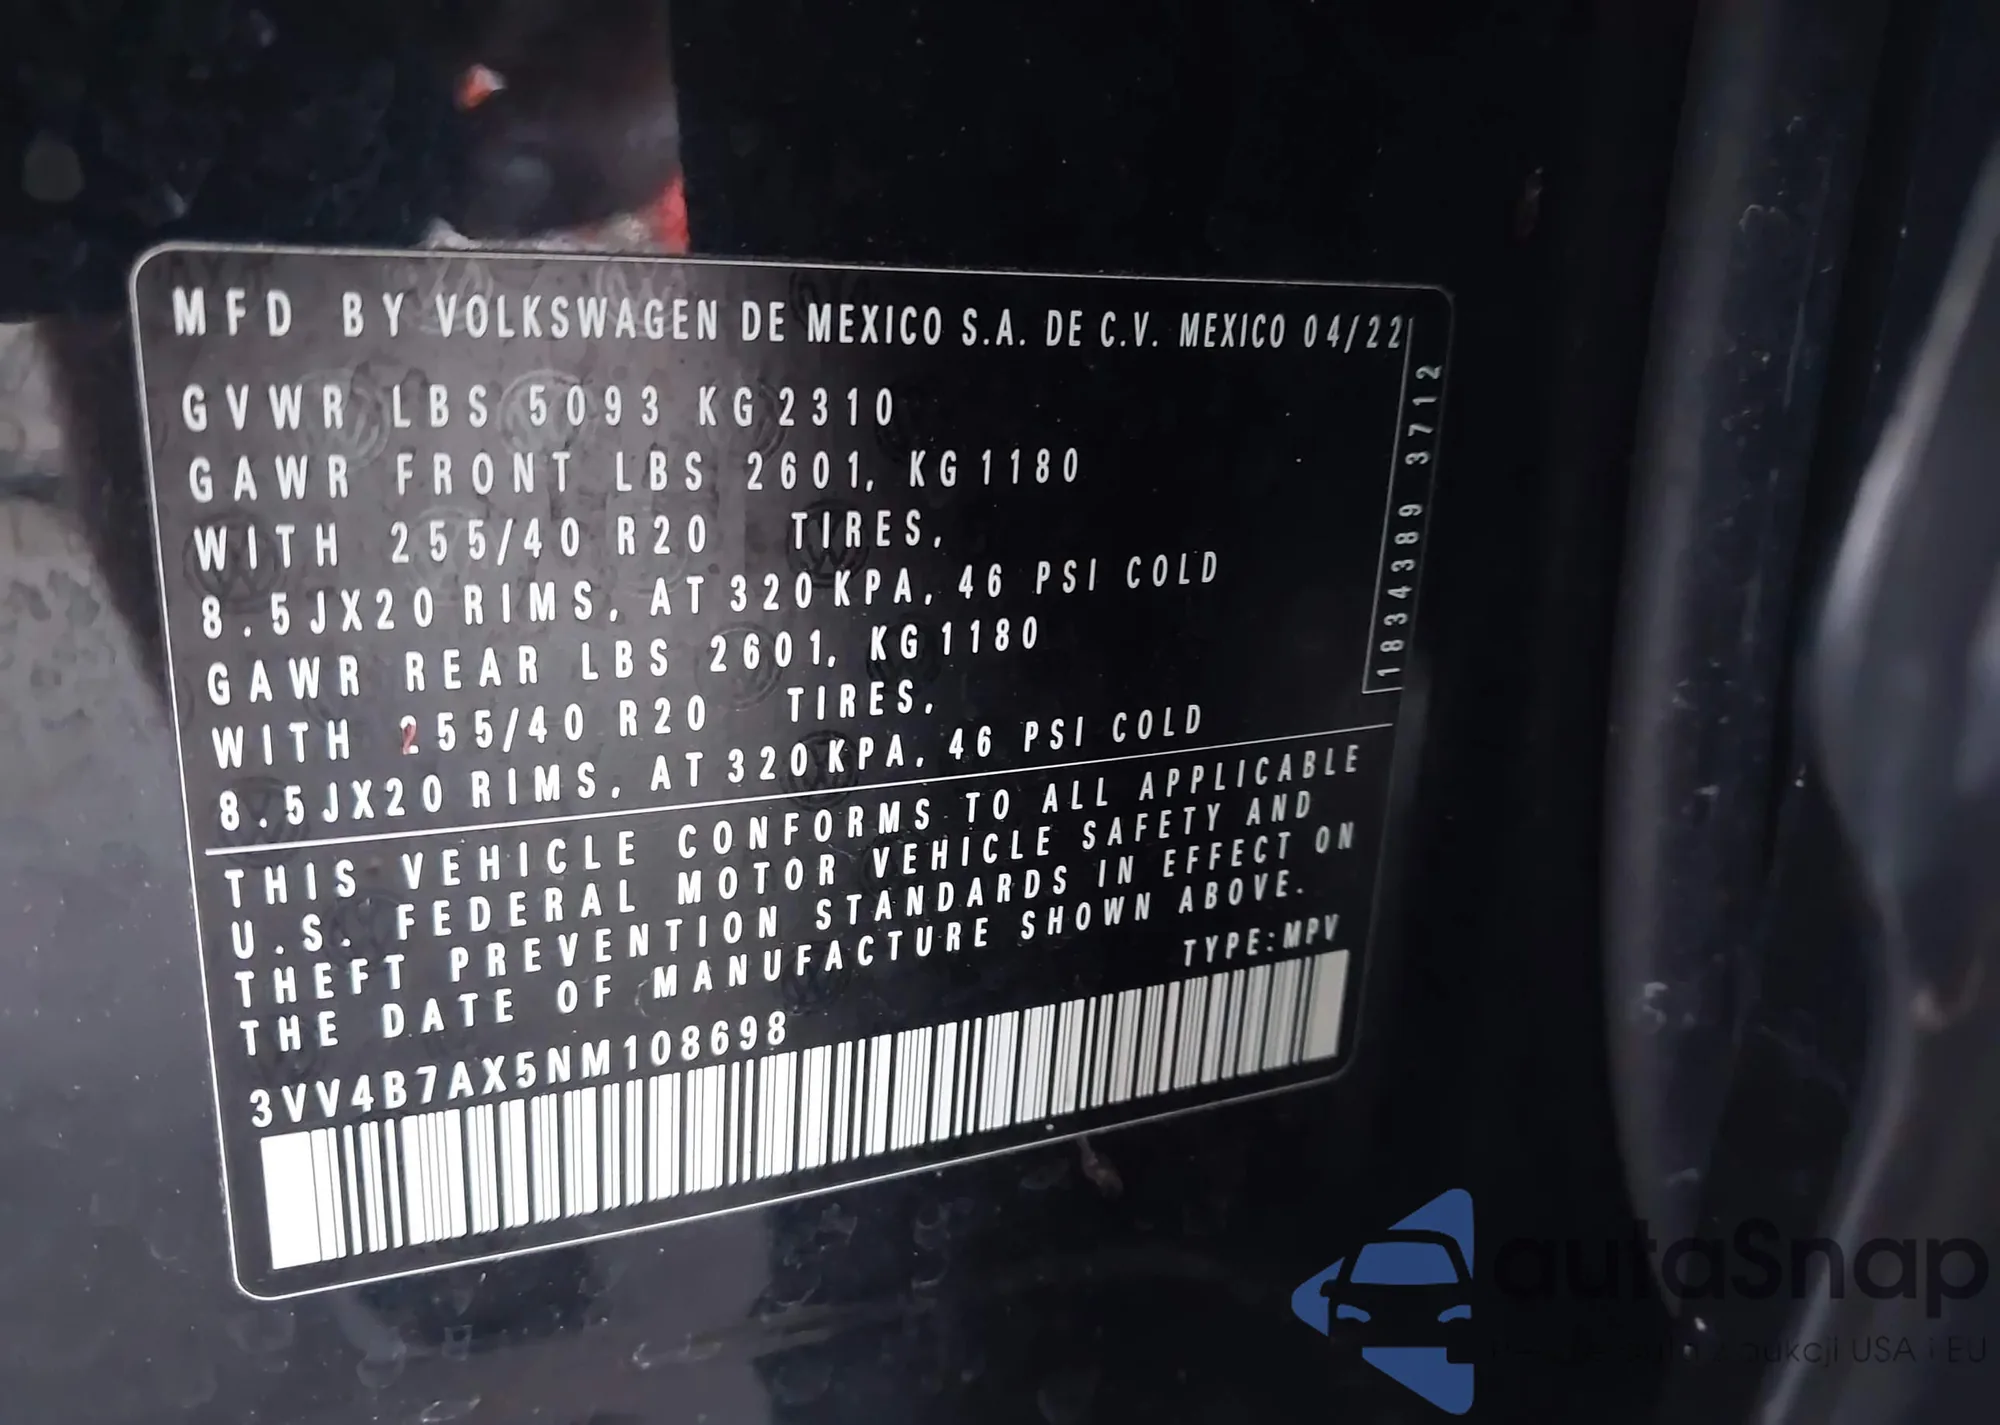 MFD BY VOLKSWAGEN DE MEXICO S.A. DE C.V. MEXICO 04/22
GVWR LBS 5093 KG 2310
GAWR FRONT LBS 2601, KG 1180
WITH 255/40 R20 TIRES,
8.5JX20 RIMS, AT 320 KPA, 46 PSI COLD
GAWR REAR LBS 2601, KG 1180
WITH 255/40 R20 TIRES,
8.5JX20 RIMS, AT 320 KPA, 46 PSI COLD
1834389 3712
THIS VEHICLE CONFORMS TO ALL APPLICABLE
U.S. FEDERAL MOTOR VEHICLE SAFETY AND
THEFT PREVENTION STANDARDS IN EFFECT ON
THE DATE OF MANUFACTURE SHOWN ABOVE.
TYPE:MPV
3VV4B7AX5NM108698
autaSnap
aukcji USA i EU